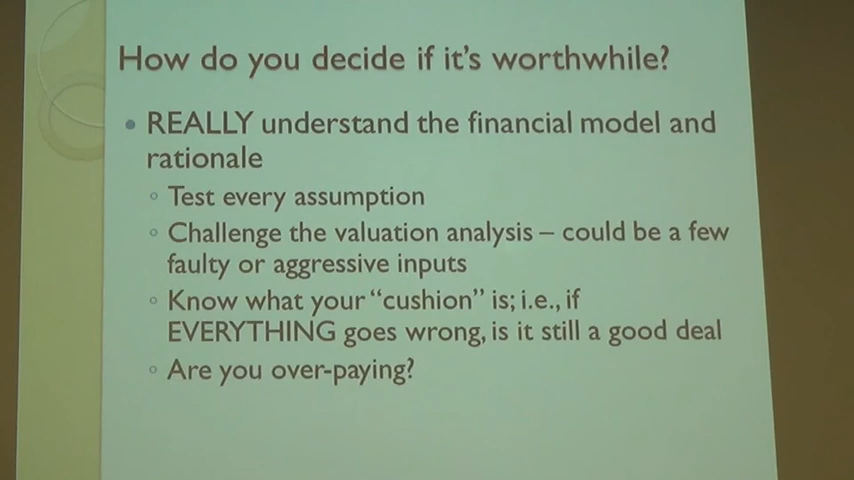 How do you decide if it's worthwhile?
• REALLY understand the financial model and
rationale
◦ Test every assumption
◦ Challenge the valuation analysis – could be a few
faulty or aggressive inputs
◦ Know what your "cushion" is; i.e., if
EVERYTHING goes wrong, is it still a good deal
◦ Are you over-paying?